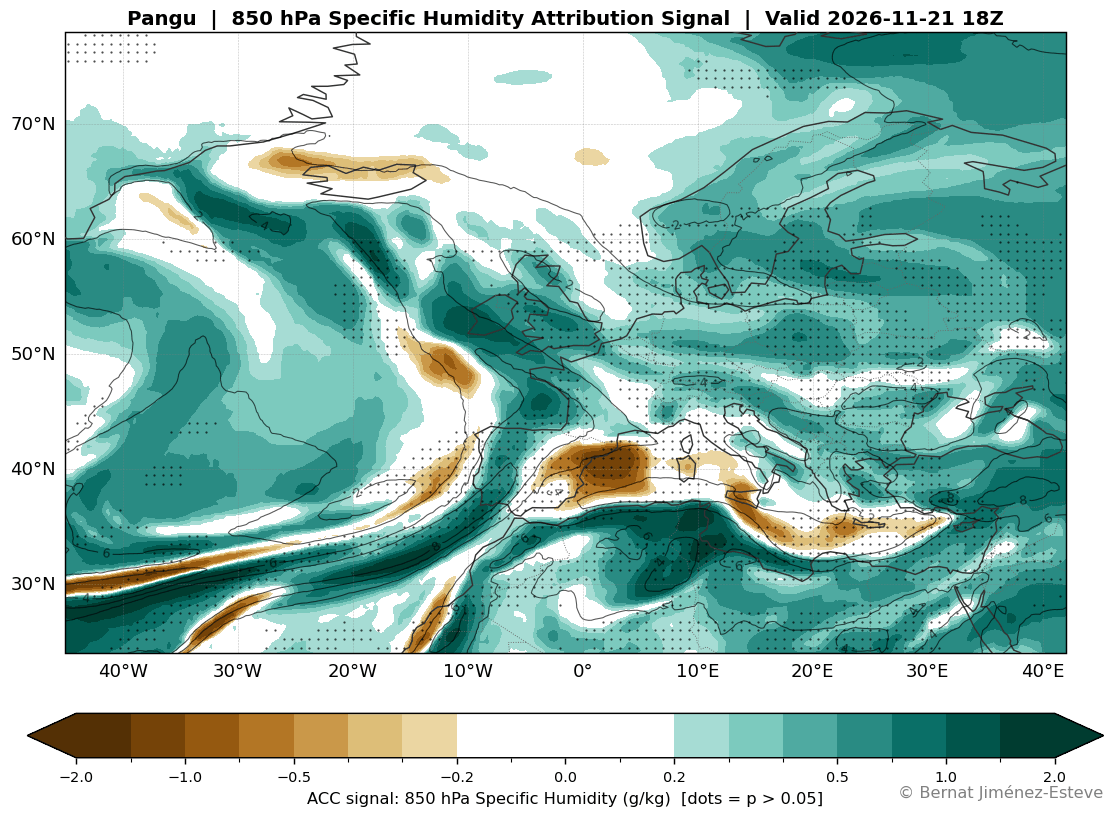 Pangu | 850 hPa Specific Humidity Attribution Signal | Valid 2026-11-21 18Z
70°N
60°N
50°N
40°N
30°N
40°W
30°W
20°W
10°W
0°
10°E
20°E
30°E
40°E
−2.0
−1.0
−0.5
−0.2
0.0
0.2
0.5
1.0
2.0
ACC signal: 850 hPa Specific Humidity (g/kg) [dots = p > 0.05]
© Bernat Jiménez-Esteve